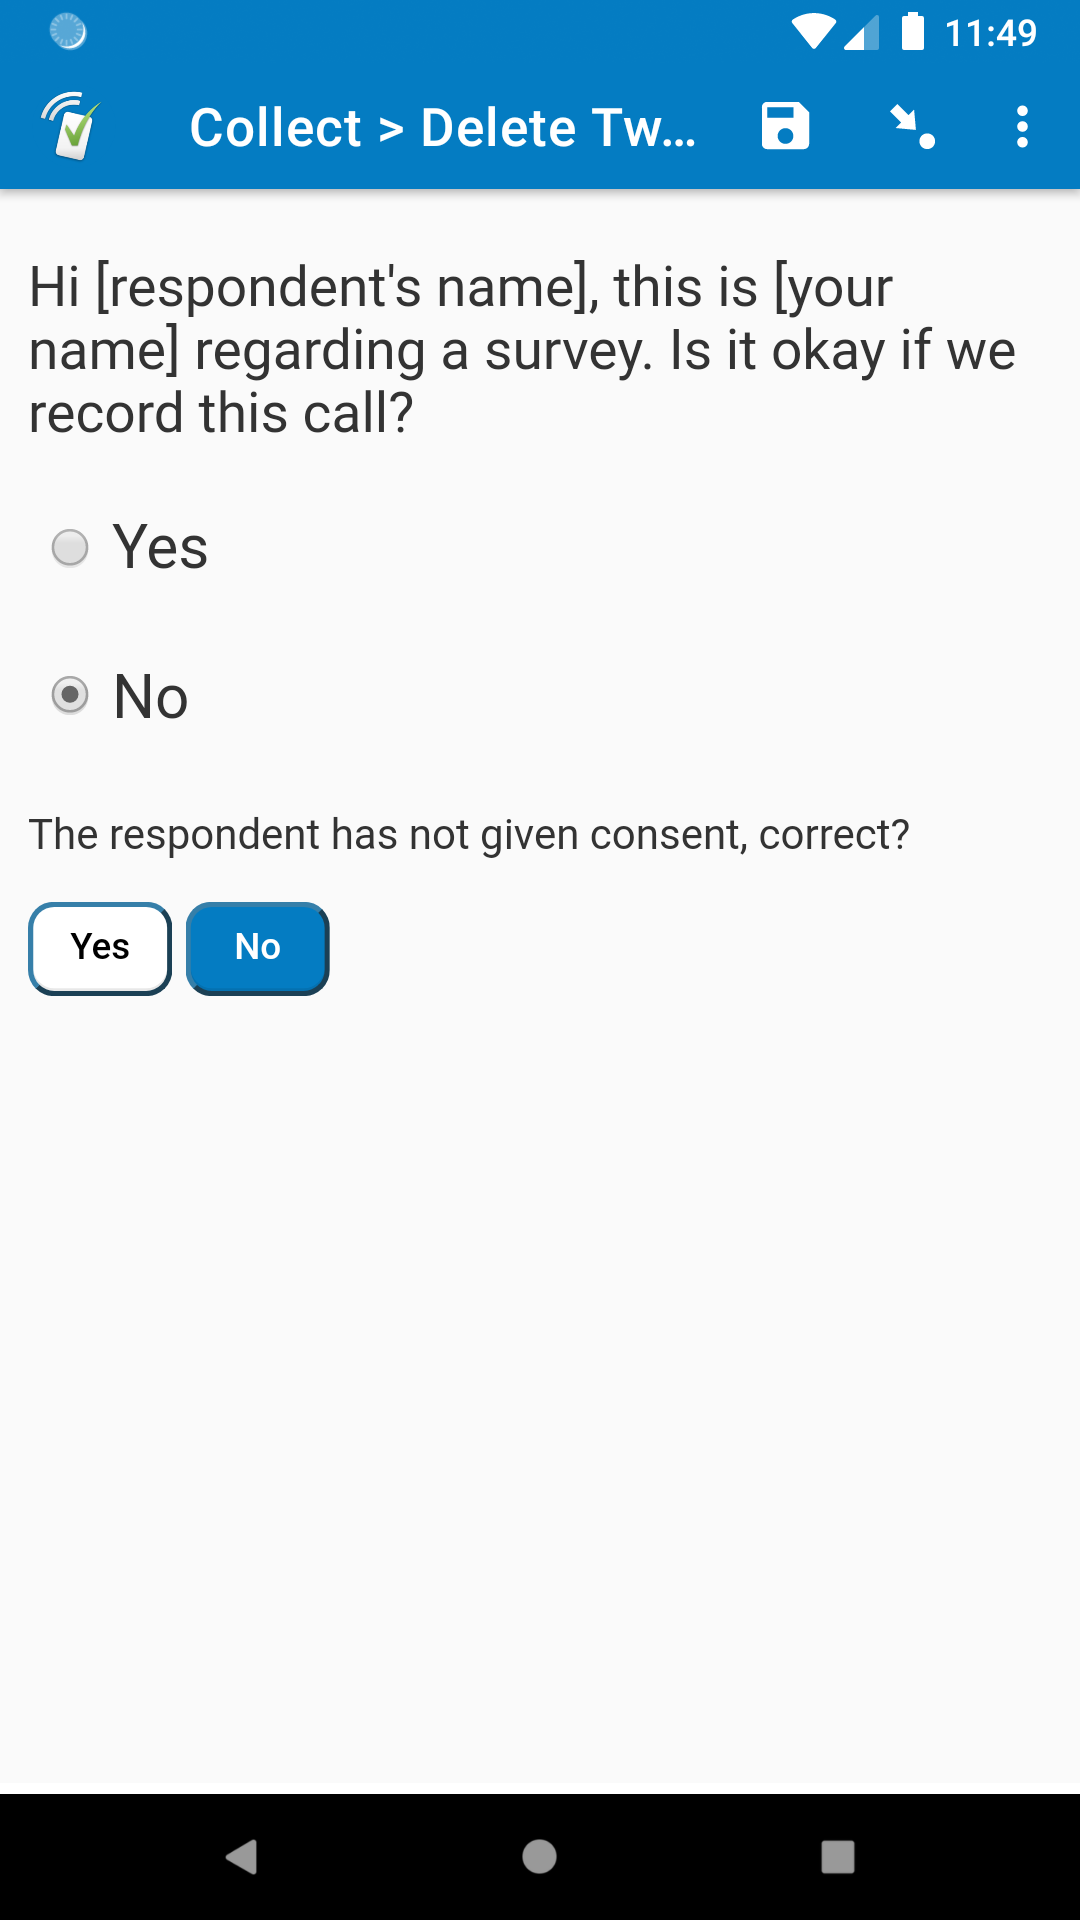 11:49
Collect > Delete Tw...
Hi [respondent's name], this is [your
name] regarding a survey. Is it okay if we
record this call?
Yes
No
The respondent has not given consent, correct?
Yes No